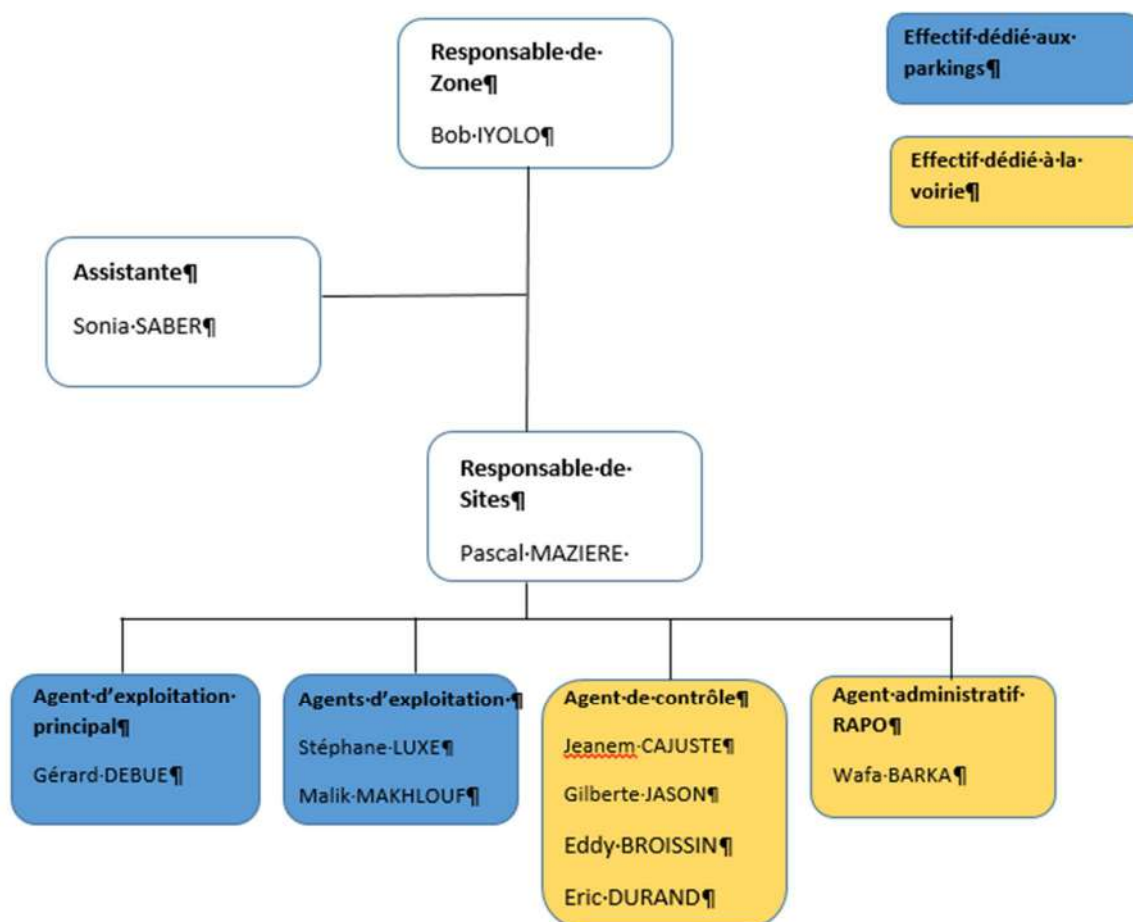 Responsable·de·
Zone¶
Bob·IYOLO¶
Effectif·dédié·aux·
parkings¶
Effectif·dédié·à·la·
voirie¶
Assistante¶
Sonia·SABER¶
Responsable·de·
Sites¶
Pascal·MAZIERE·
Agent·d’exploitation·
principal¶
Gérard·DEBUE¶
Agents·d’exploitation·¶
Stéphane·LUXE¶
Malik·MAKHLOUF¶
Agent·de·contrôle¶
Jeanem·CAJUSTE¶
Gilberte·JASON¶
Eddy·BROISSIN¶
Eric·DURAND¶
Agent·administratif·
RAPO¶
Wafa·BARKA¶